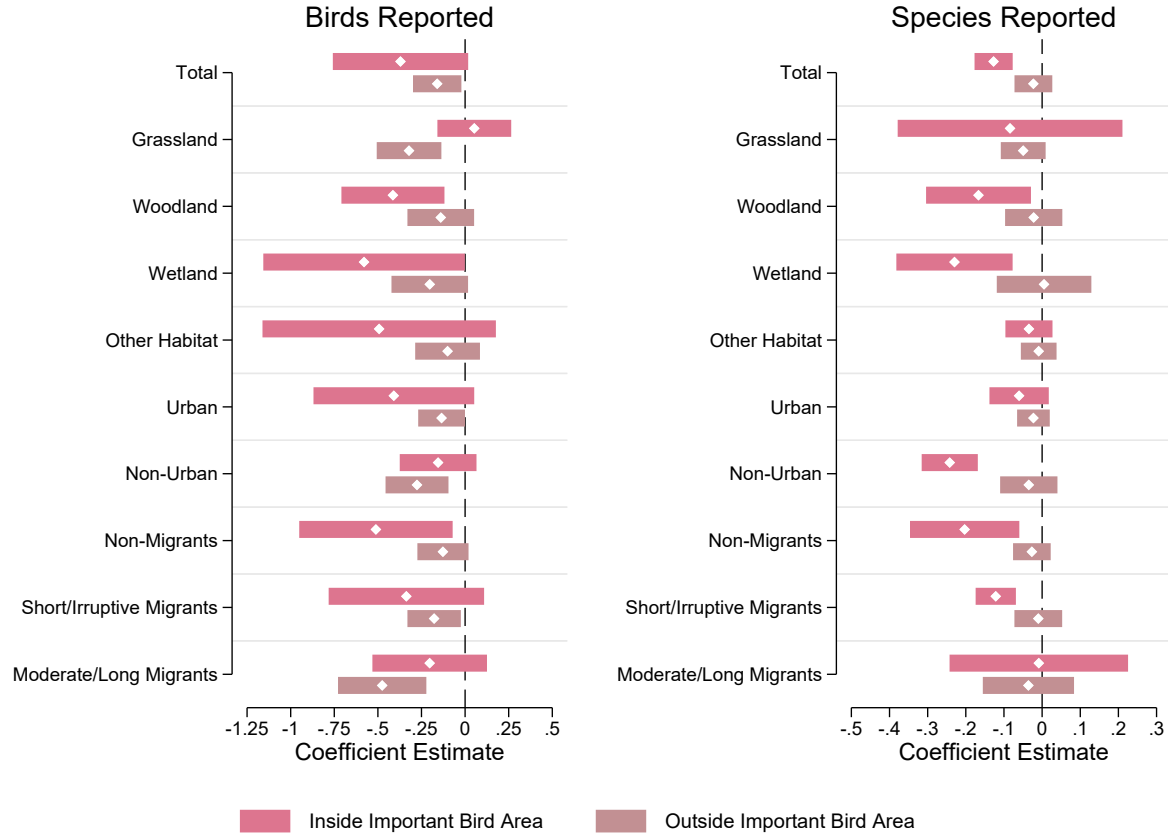 Birds Reported
Total
Grassland
Woodland
Wetland
Other Habitat
Urban
Non-Urban
Non-Migrants
Short/Irruptive Migrants
Moderate/Long Migrants
-1.25 -1 -.75 -.5 -.25 0 .25 .5
Coefficient Estimate
Species Reported
Total
Grassland
Woodland
Wetland
Other Habitat
Urban
Non-Urban
Non-Migrants
Short/Irruptive Migrants
Moderate/Long Migrants
-.5 -.4 -.3 -.2 -.1 0 .1 .2 .3
Coefficient Estimate
Inside Important Bird Area
Outside Important Bird Area